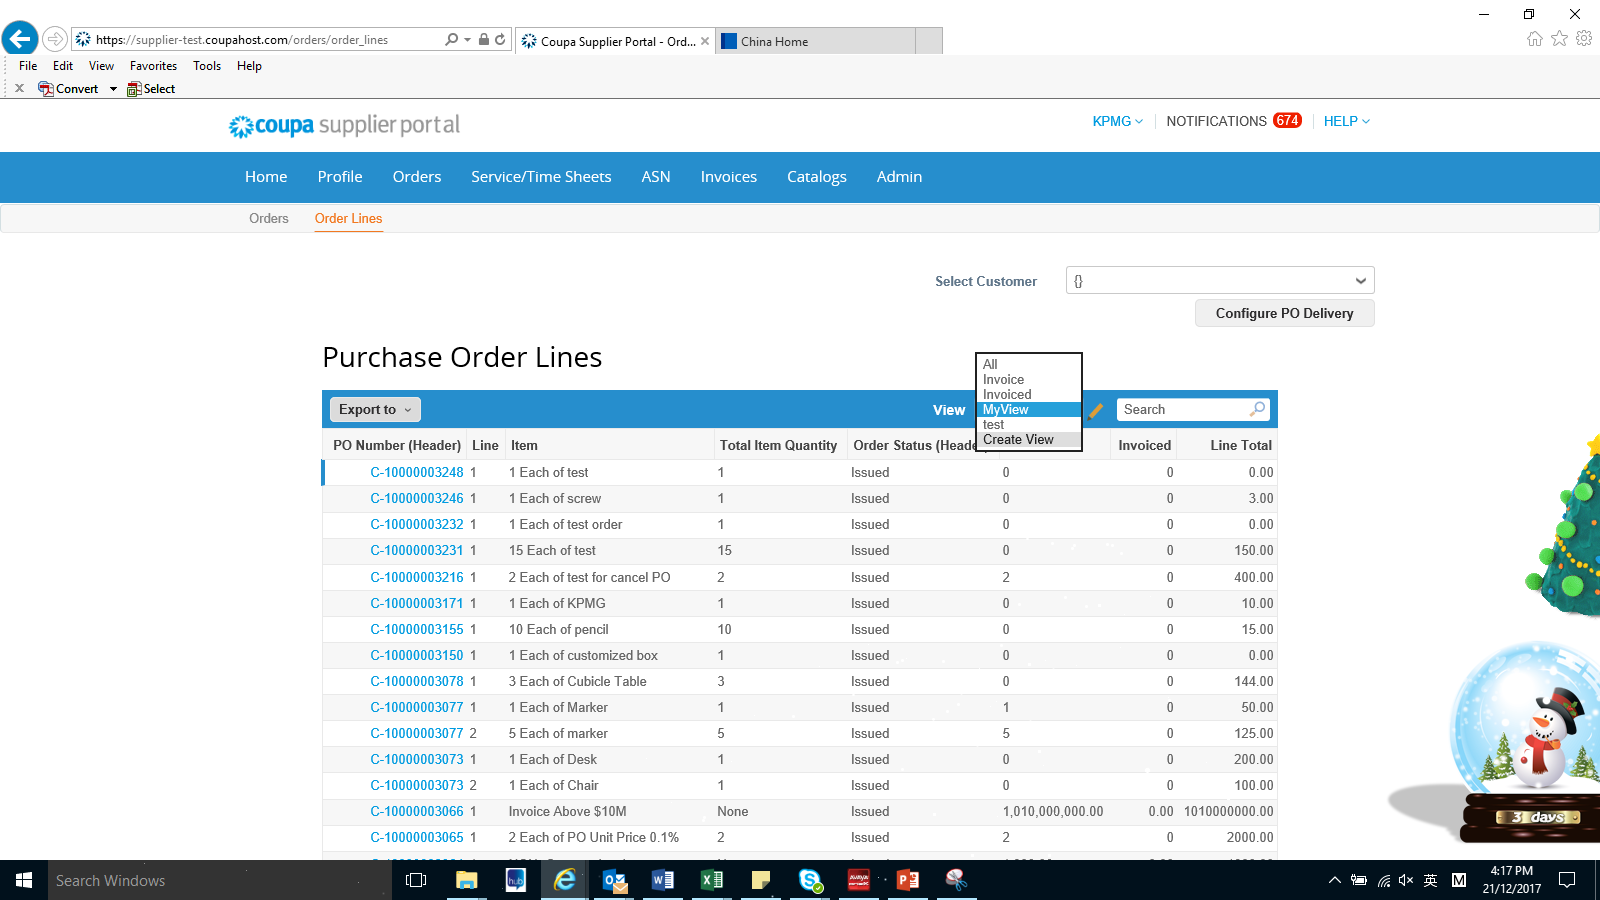 https://supplier-test.coupahost.com/orders/order_lines
Coupa Supplier Portal - Ord...
China Home
File Edit View Favorites Tools Help
Convert Select
coupa supplier portal
KPMG NOTIFICATIONS 674 HELP
Home Profile Orders Service/Time Sheets ASN Invoices Catalogs Admin
Orders Order Lines
Select Customer {}
Configure PO Delivery
Purchase Order Lines
All
Invoice
Invoiced
MyView
test
Create View
Export to View Search
PO Number (Header) Line Item Total Item Quantity Order Status (Heade Invoiced Line Total
C-10000003248 1 1 Each of test 1 Issued 0 0 0.00
C-10000003246 1 1 Each of screw 1 Issued 0 0 3.00
C-10000003232 1 1 Each of test order 1 Issued 0 0 0.00
C-10000003231 1 15 Each of test 15 Issued 0 0 150.00
C-10000003216 1 2 Each of test for cancel PO 2 Issued 2 0 400.00
C-10000003171 1 1 Each of KPMG 1 Issued 0 0 10.00
C-10000003155 1 10 Each of pencil 10 Issued 0 0 15.00
C-10000003150 1 1 Each of customized box 1 Issued 0 0 0.00
C-10000003078 1 3 Each of Cubicle Table 3 Issued 0 0 144.00
C-10000003077 1 1 Each of Marker 1 Issued 1 0 50.00
C-10000003077 2 5 Each of marker 5 Issued 5 0 125.00
C-10000003073 1 1 Each of Desk 1 Issued 0 0 200.00
C-10000003073 2 1 Each of Chair 1 Issued 0 0 100.00
C-10000003066 1 Invoice Above $10M None Issued 1,010,000,000.00 0.00 1010000000.00
C-10000003065 1 2 Each of PO Unit Price 0.1% 2 Issued 2 0 2000.00
3 days
Search Windows
hub
英 M
4:17 PM
21/12/2017